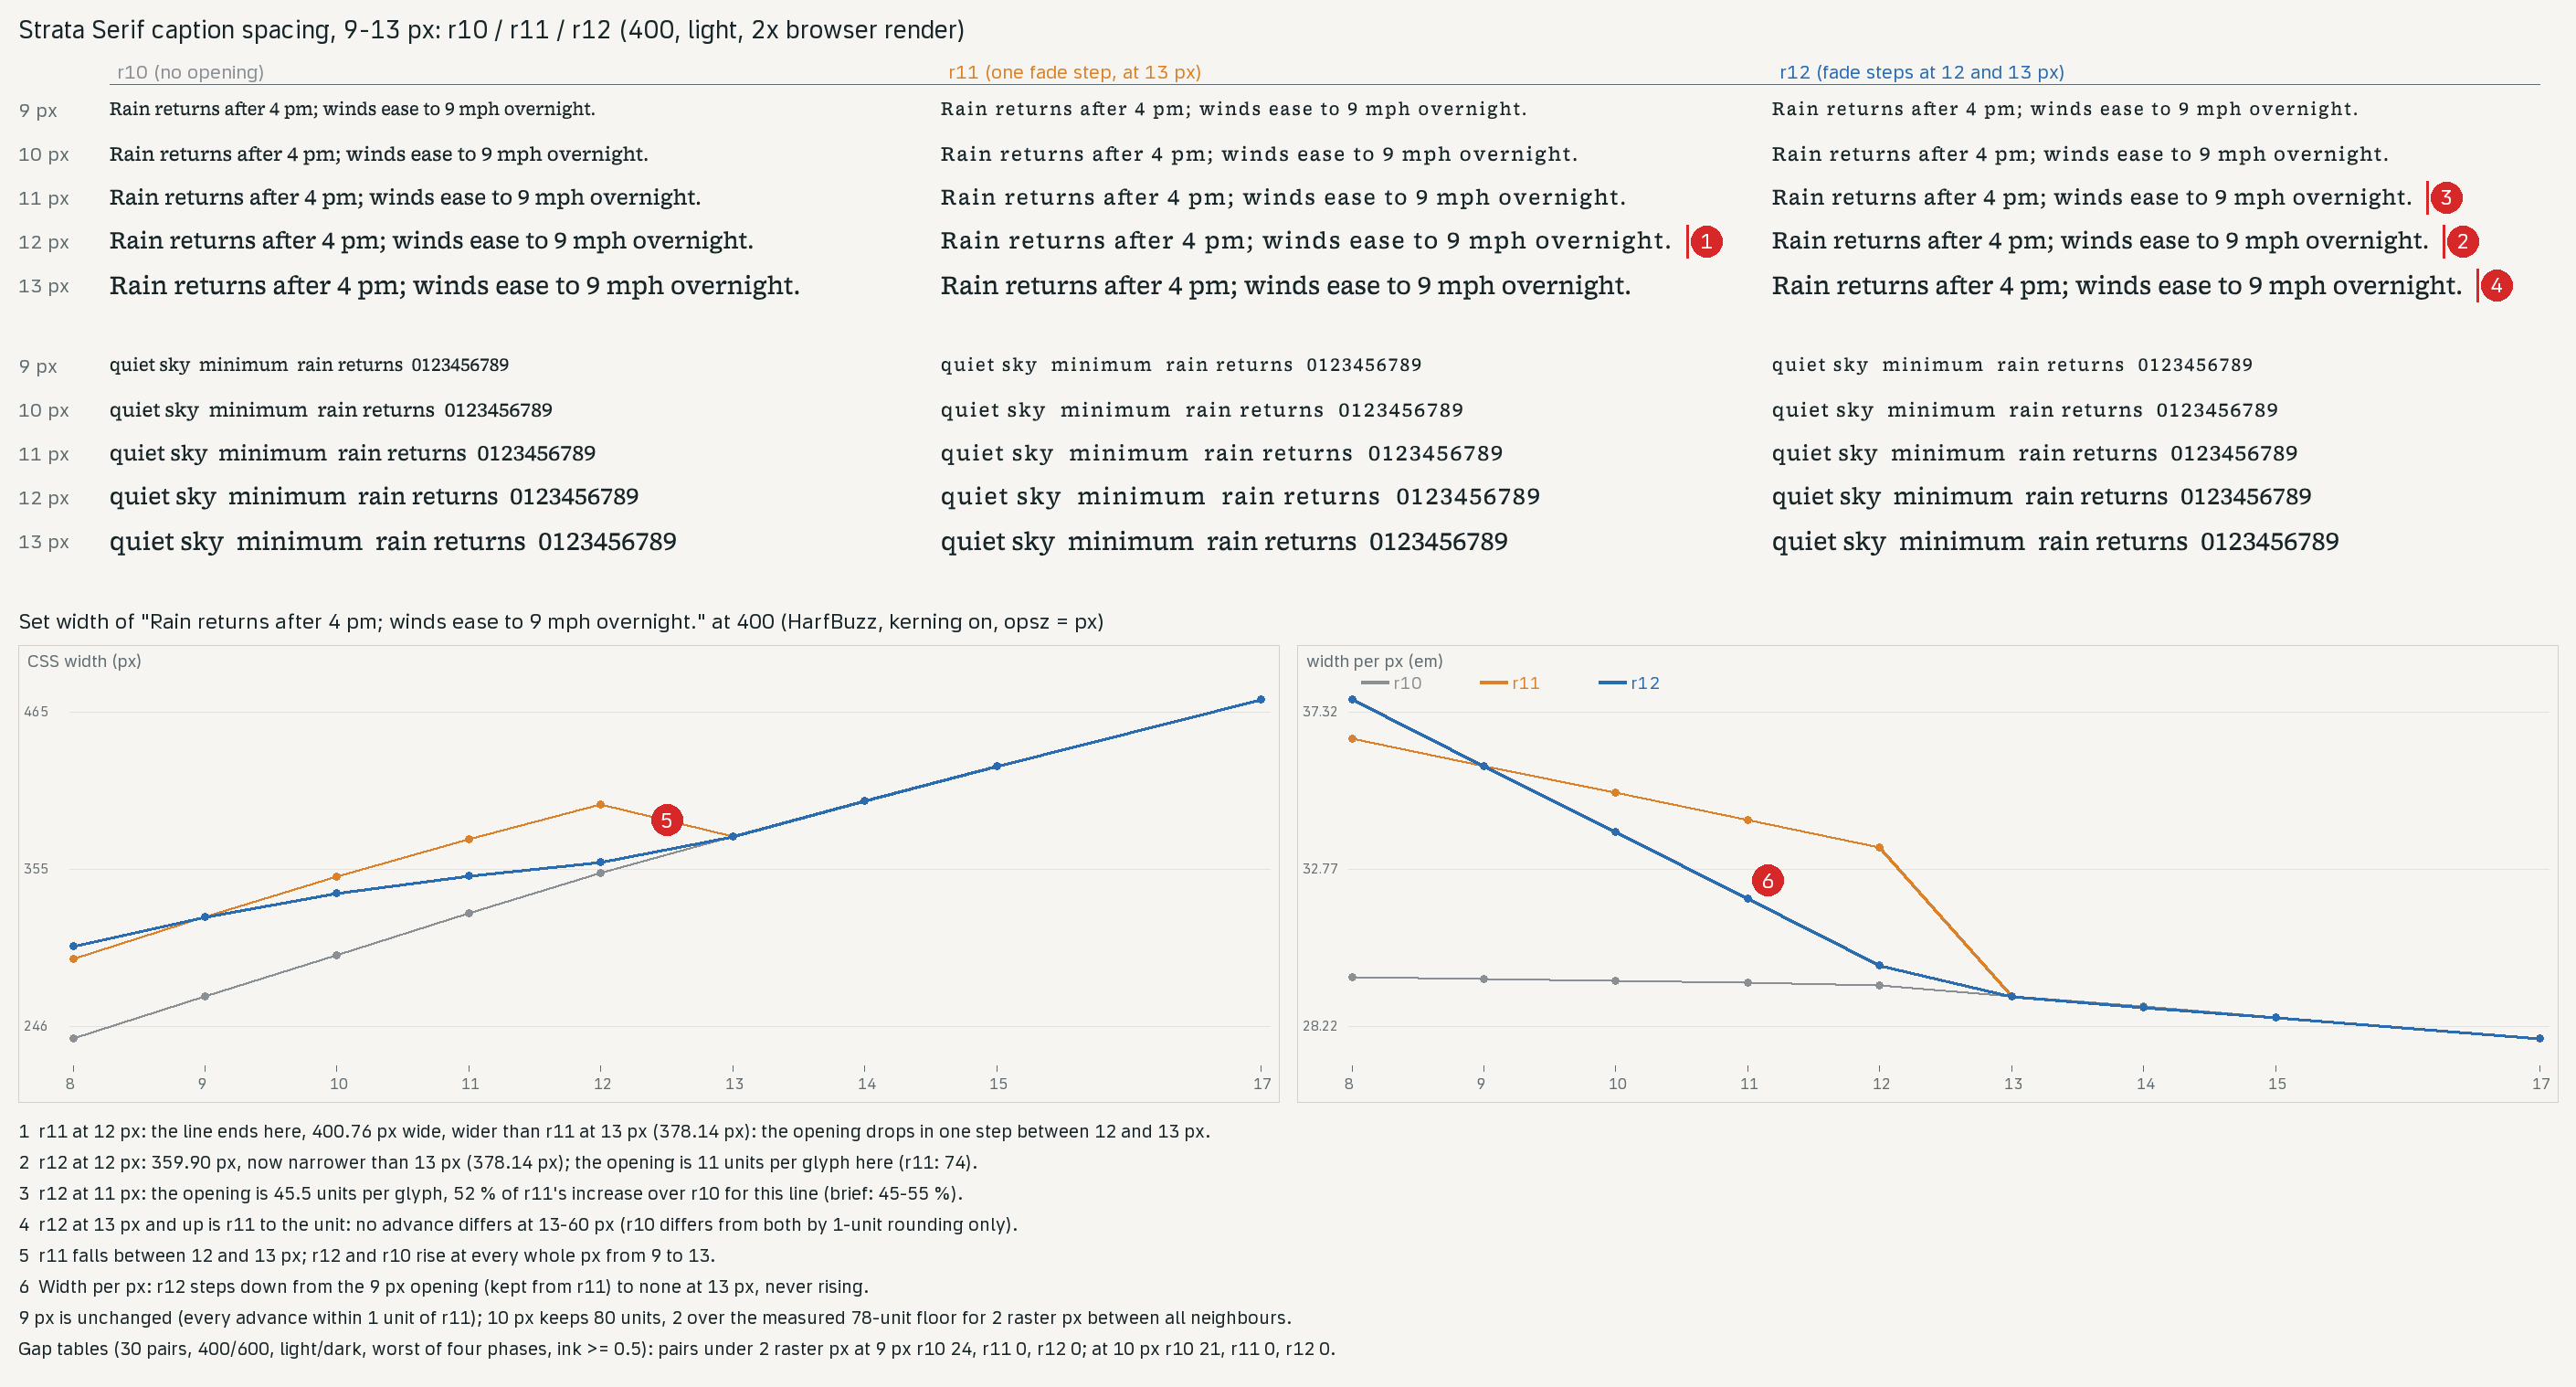 Strata Serif caption spacing, 9-13 px: r10 / r11 / r12 (400, light, 2x browser render)
r10 (no opening) r11 (one fade step, at 13 px) r12 (fade steps at 12 and 13 px)
9 px Rain returns after 4 pm; winds ease to 9 mph overnight. Rain returns after 4 pm; winds ease to 9 mph overnight. Rain returns after 4 pm; winds ease to 9 mph overnight.
10 px Rain returns after 4 pm; winds ease to 9 mph overnight. Rain returns after 4 pm; winds ease to 9 mph overnight. Rain returns after 4 pm; winds ease to 9 mph overnight.
11 px Rain returns after 4 pm; winds ease to 9 mph overnight. Rain returns after 4 pm; winds ease to 9 mph overnight. Rain returns after 4 pm; winds ease to 9 mph overnight. 3
12 px Rain returns after 4 pm; winds ease to 9 mph overnight. Rain returns after 4 pm; winds ease to 9 mph overnight. 1 Rain returns after 4 pm; winds ease to 9 mph overnight. 2
13 px Rain returns after 4 pm; winds ease to 9 mph overnight. Rain returns after 4 pm; winds ease to 9 mph overnight. Rain returns after 4 pm; winds ease to 9 mph overnight. 4
9 px quiet sky minimum rain returns 0123456789 quiet sky minimum rain returns 0123456789 quiet sky minimum rain returns 0123456789
10 px quiet sky minimum rain returns 0123456789 quiet sky minimum rain returns 0123456789 quiet sky minimum rain returns 0123456789
11 px quiet sky minimum rain returns 0123456789 quiet sky minimum rain returns 0123456789 quiet sky minimum rain returns 0123456789
12 px quiet sky minimum rain returns 0123456789 quiet sky minimum rain returns 0123456789 quiet sky minimum rain returns 0123456789
13 px quiet sky minimum rain returns 0123456789 quiet sky minimum rain returns 0123456789 quiet sky minimum rain returns 0123456789
Set width of "Rain returns after 4 pm; winds ease to 9 mph overnight." at 400 (HarfBuzz, kerning on, opsz = px)
CSS width (px)
465
5
355
246
8 9 10 11 12 13 14 15 17
width per px (em)
r10 r11 r12
37.32
32.77
6
28.22
8 9 10 11 12 13 14 15 17
1 r11 at 12 px: the line ends here, 400.76 px wide, wider than r11 at 13 px (378.14 px): the opening drops in one step between 12 and 13 px.
2 r12 at 12 px: 359.90 px, now narrower than 13 px (378.14 px); the opening is 11 units per glyph here (r11: 74).
3 r12 at 11 px: the opening is 45.5 units per glyph, 52 % of r11's increase over r10 for this line (brief: 45-55 %).
4 r12 at 13 px and up is r11 to the unit: no advance differs at 13-60 px (r10 differs from both by 1-unit rounding only).
5 r11 falls between 12 and 13 px; r12 and r10 rise at every whole px from 9 to 13.
6 Width per px: r12 steps down from the 9 px opening (kept from r11) to none at 13 px, never rising.
9 px is unchanged (every advance within 1 unit of r11); 10 px keeps 80 units, 2 over the measured 78-unit floor for 2 raster px between all neighbours.
Gap tables (30 pairs, 400/600, light/dark, worst of four phases, ink >= 0.5): pairs under 2 raster px at 9 px r10 24, r11 0, r12 0; at 10 px r10 21, r11 0, r12 0.